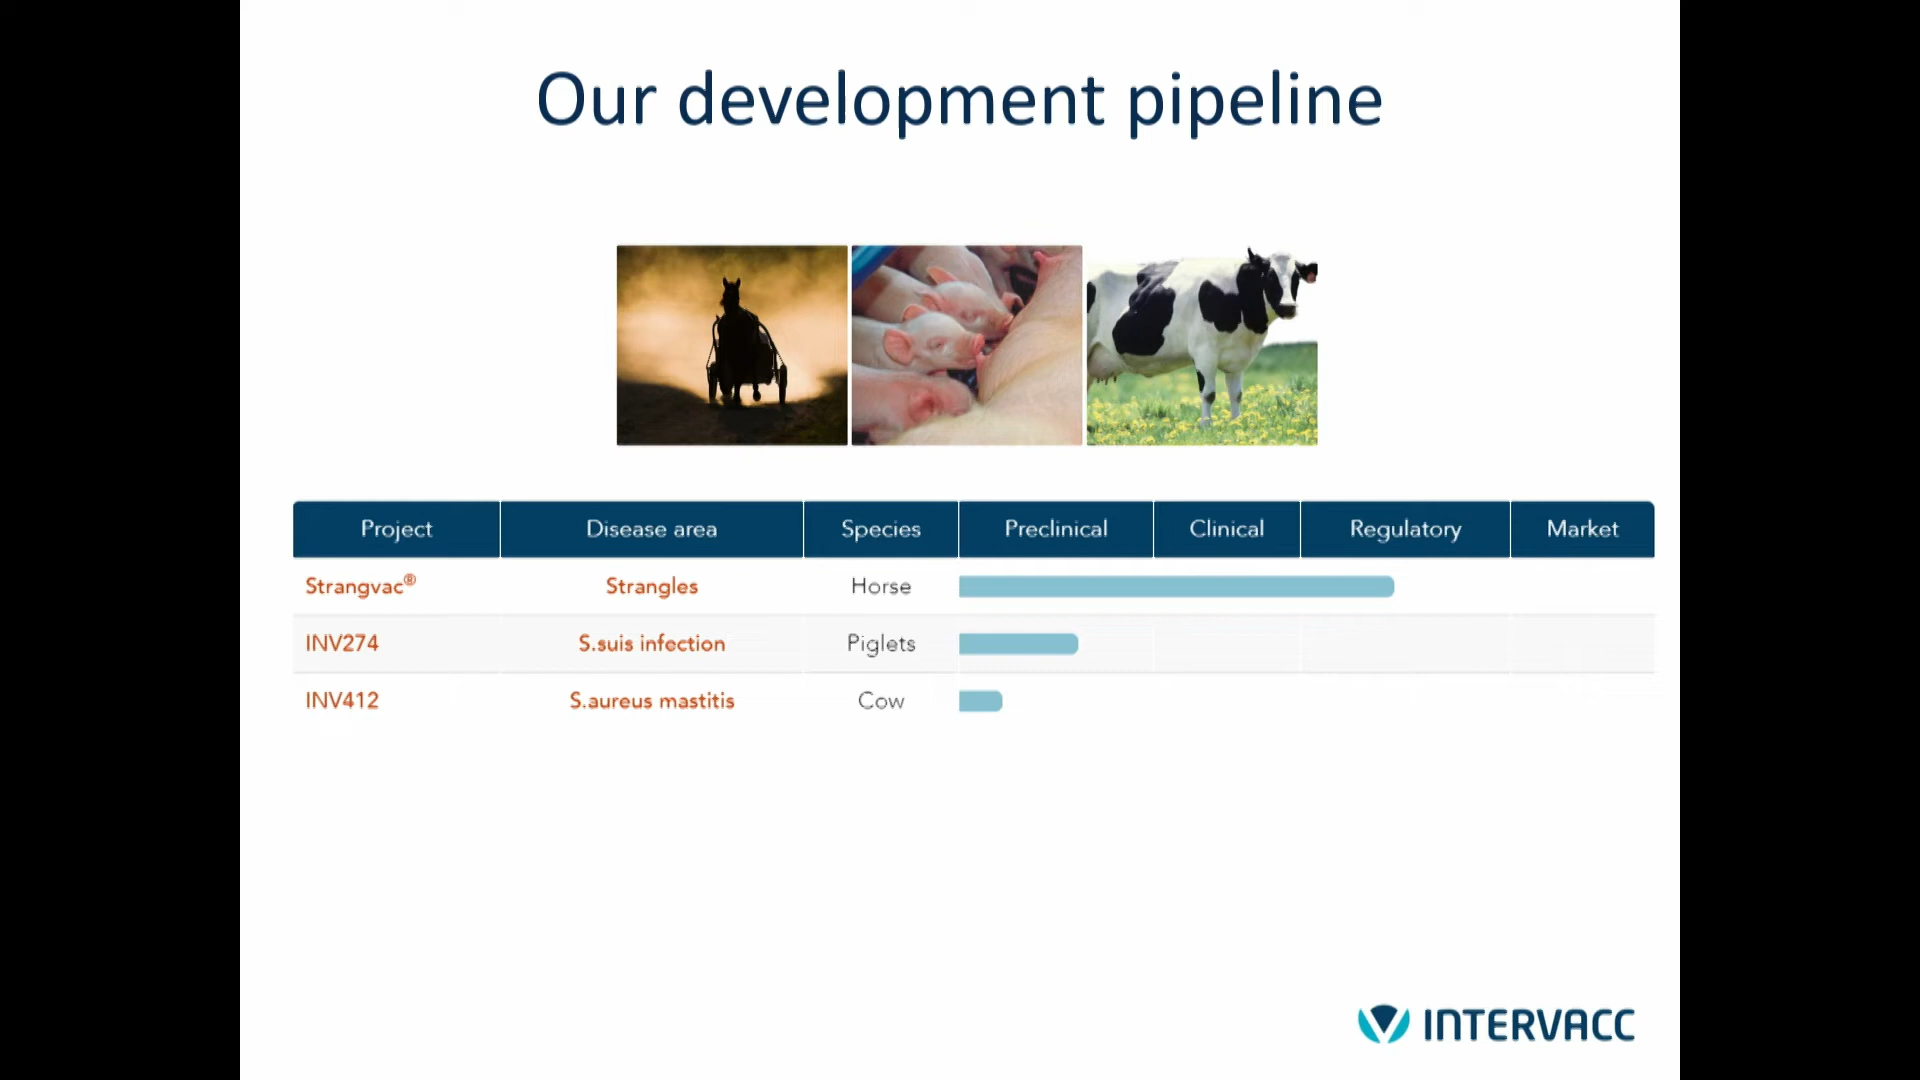 Our development pipeline
Project Disease area Species Preclinical Clinical Regulatory Market
Strangvac® Strangles Horse
INV274 S.suis infection Piglets
INV412 S.aureus mastitis Cow
INTERVACC